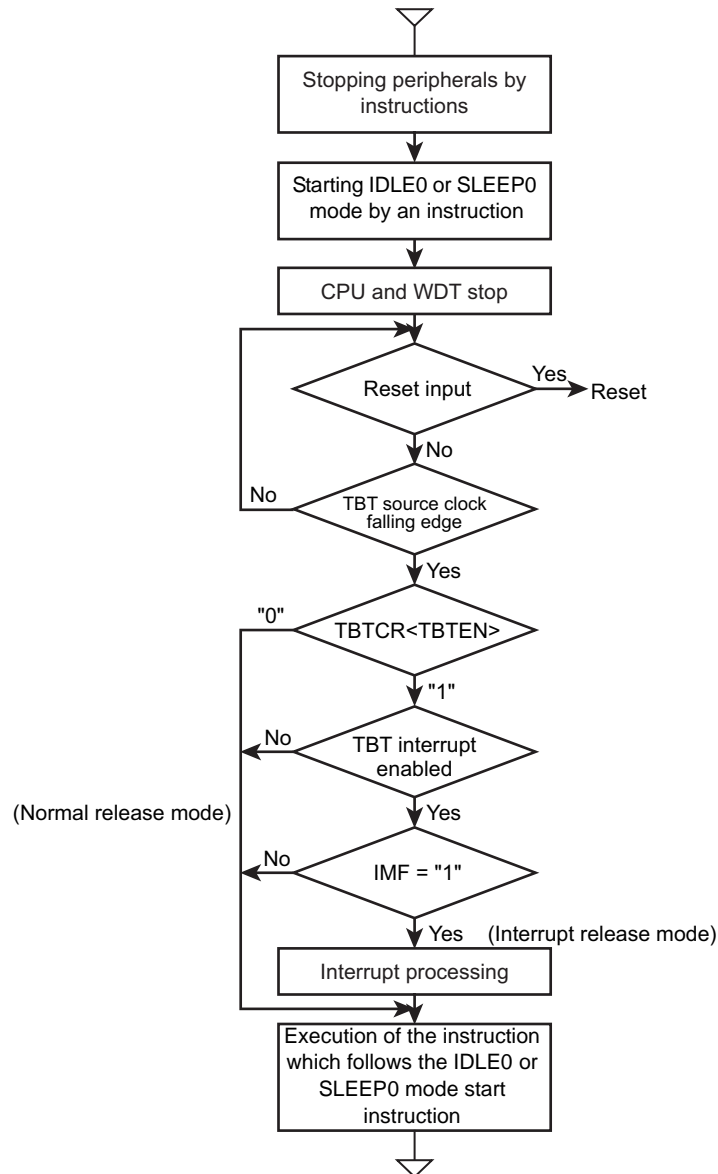 Stopping peripherals by
instructions
Starting IDLE0 or SLEEP0
mode by an instruction
CPU and WDT stop
Reset input
Yes
Reset
No
No
TBT source clock
falling edge
Yes
"0"
TBTCR<TBTEN>
"1"
No
TBT interrupt
enabled
(Normal release mode)
Yes
No
IMF = "1"
Yes
(Interrupt release mode)
Interrupt processing
Execution of the instruction
which follows the IDLE0 or
SLEEP0 mode start
instruction